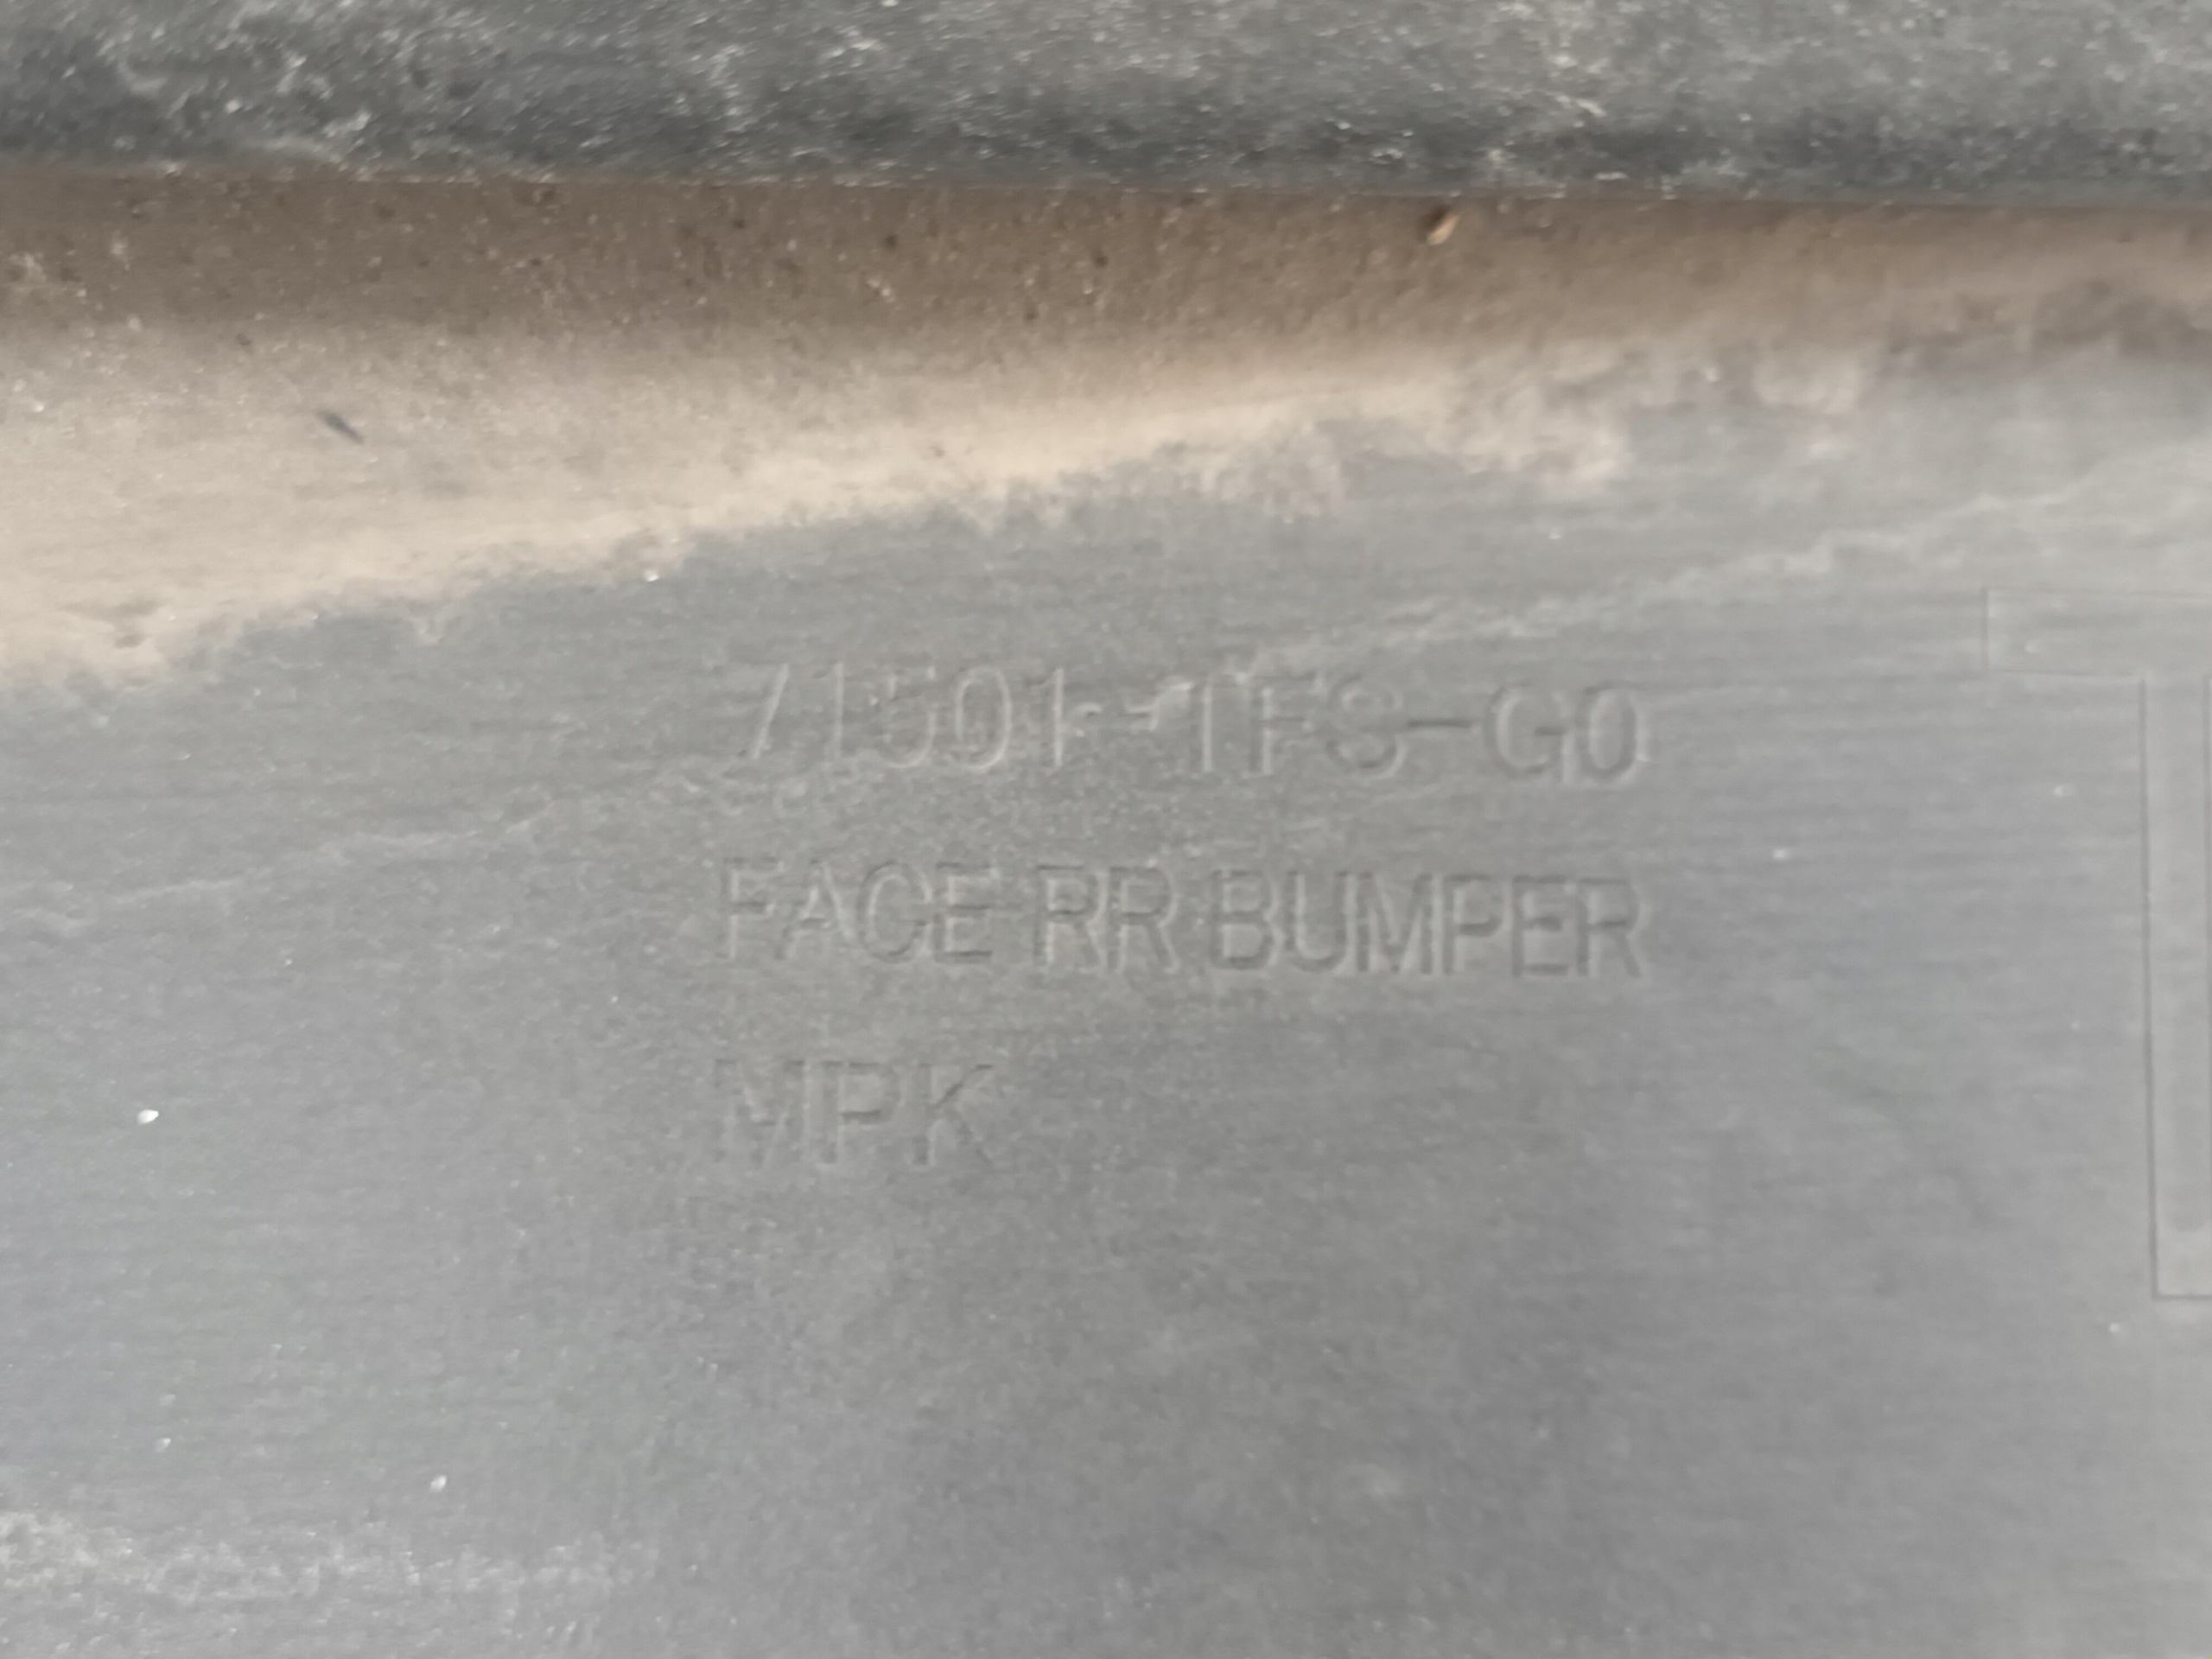 71501-TFS-G0
FACE RR BUMPER
MPK